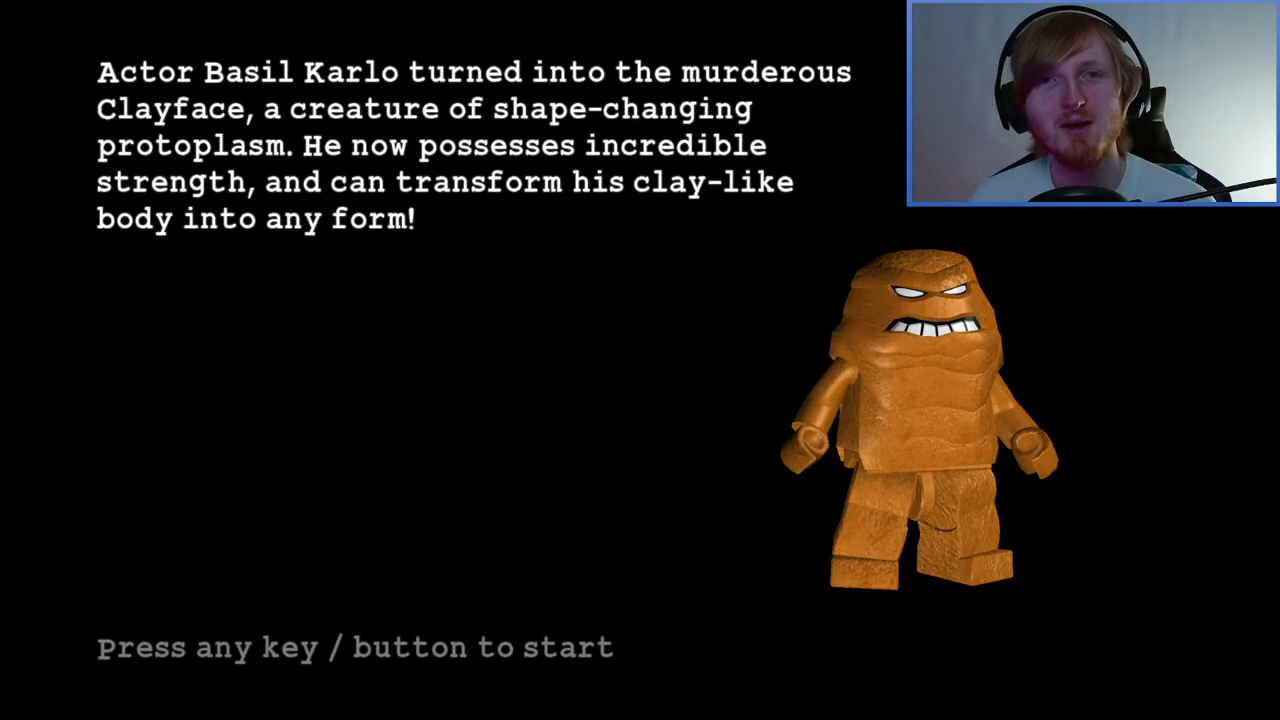 Actor Basil Karlo turned into the murderous
Clayface, a creature of shape-changing
protoplasm. He now possesses incredible
strength, and can transform his clay-like
body into any form!
Press any key / button to start